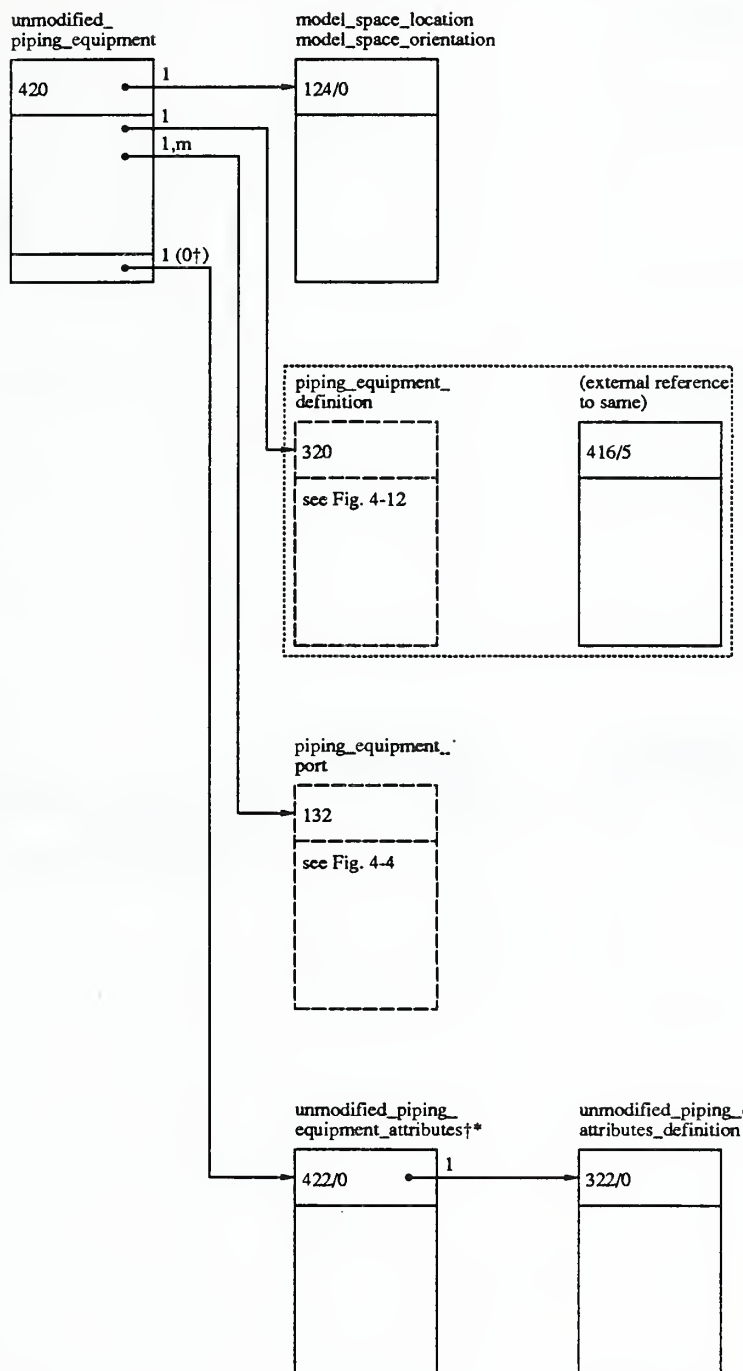 unmodified_
piping_equipment
model_space_location
model_space_orientation
420
1
124/0
1
1,m
1 (0†)
piping_equipment_
definition
(external reference
to same)
320
416/5
see Fig. 4-12
piping_equipment_
port
132
see Fig. 4-4
unmodified_piping_
equipment_attributes†*
unmodified_piping_
attributes_definition
422/0
1
322/0